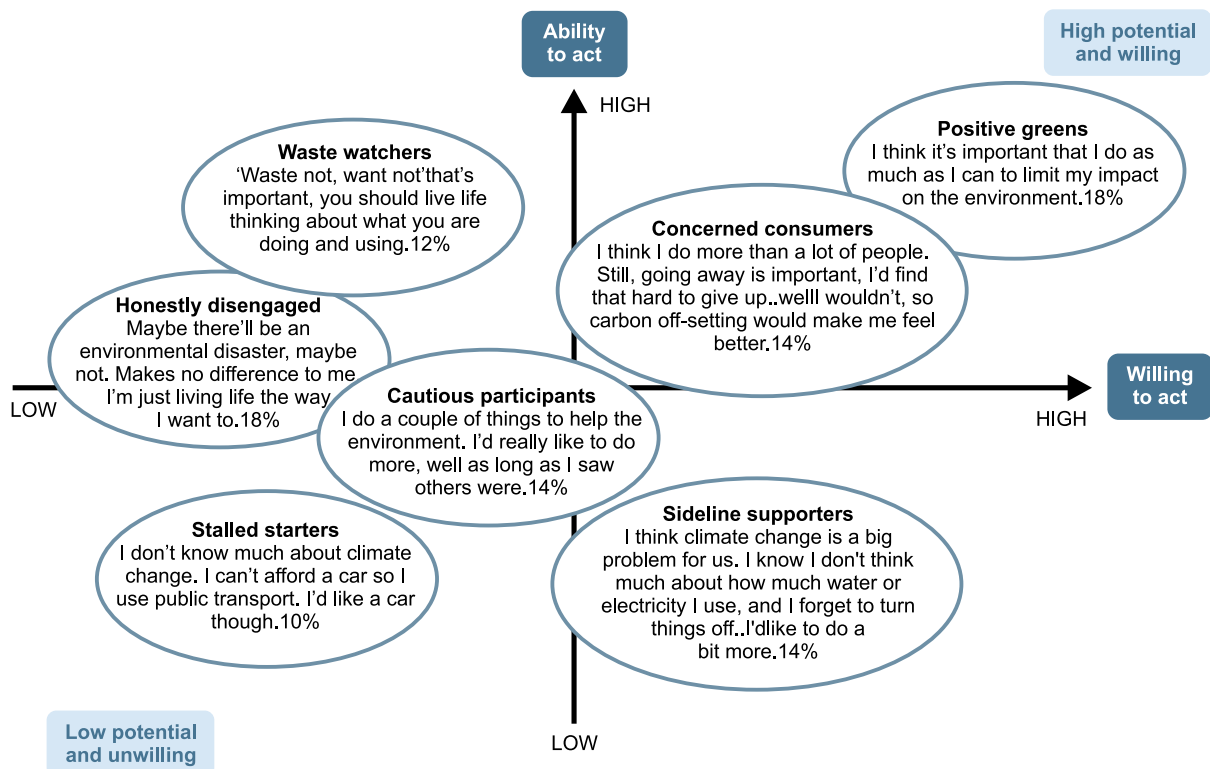 Ability
to act
High potential
and willing
HIGH
Waste watchers
‘Waste not, want not’that’s
important, you should live life
thinking about what you are
doing and using.12%
Positive greens
I think it’s important that I do as
much as I can to limit my impact
on the environment.18%
Concerned consumers
I think I do more than a lot of people.
Still, going away is important, I’d find
that hard to give up..welll wouldn’t, so
carbon off-setting would make me feel
better.14%
Honestly disengaged
Maybe there’ll be an
environmental disaster, maybe
not. Makes no difference to me
I’m just living life the way
I want to.18%
LOW
Cautious participants
I do a couple of things to help the
environment. I’d really like to do
more, well as long as I saw
others were.14%
HIGH
Willing
to act
Stalled starters
I don’t know much about climate
change. I can’t afford a car so I
use public transport. I’d like a car
though.10%
Sideline supporters
I think climate change is a big
problem for us. I know I don't think
much about how much water or
electricity I use, and I forget to turn
things off..I'dlike to do a
bit more.14%
Low potential
and unwilling
LOW